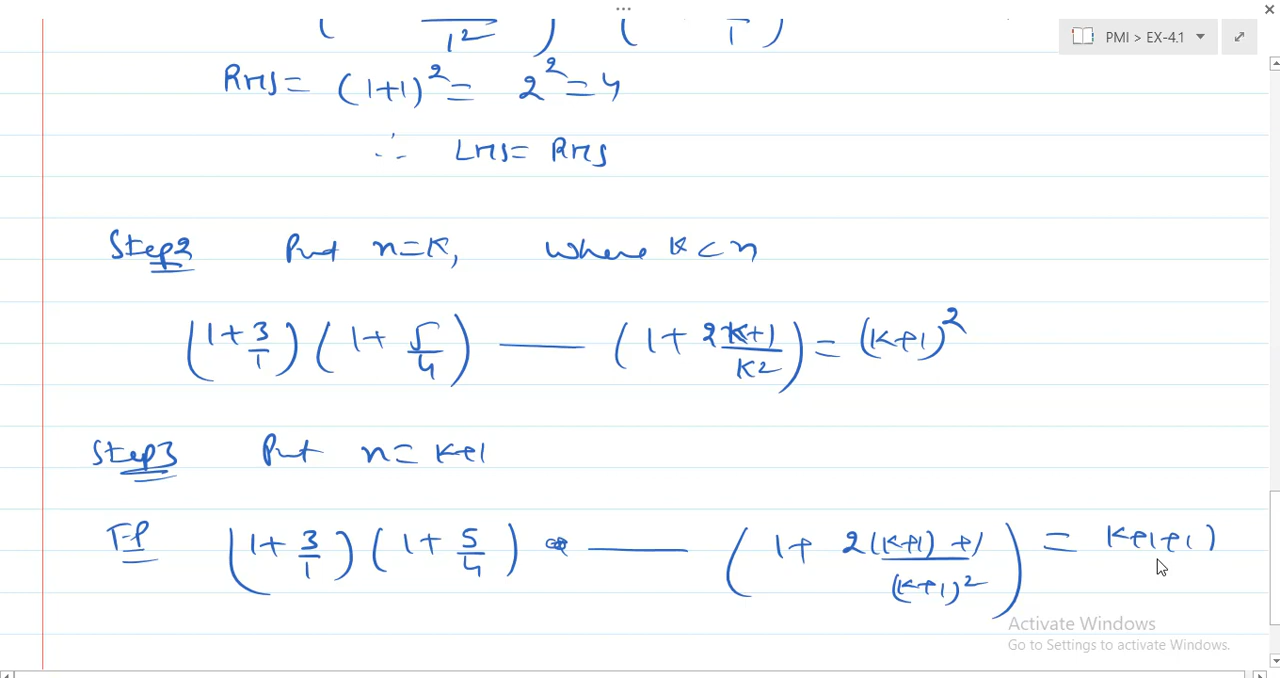 PMI > EX-4.1
( 1² ) ( 1 )
RHS = (1+1)² = 2² = 4
∴ LHS = RHS
Step2 Put n=K, where K < n
(1+3/1)(1+5/4) —— (1+2K+1/K²) = (K+1)²
Step3 Put n = K+1
T-P (1+3/1)(1+5/4) —— (1+2(K+1)+1/(K+1)²) = K+1+1)
Activate Windows
Go to Settings to activate Windows.